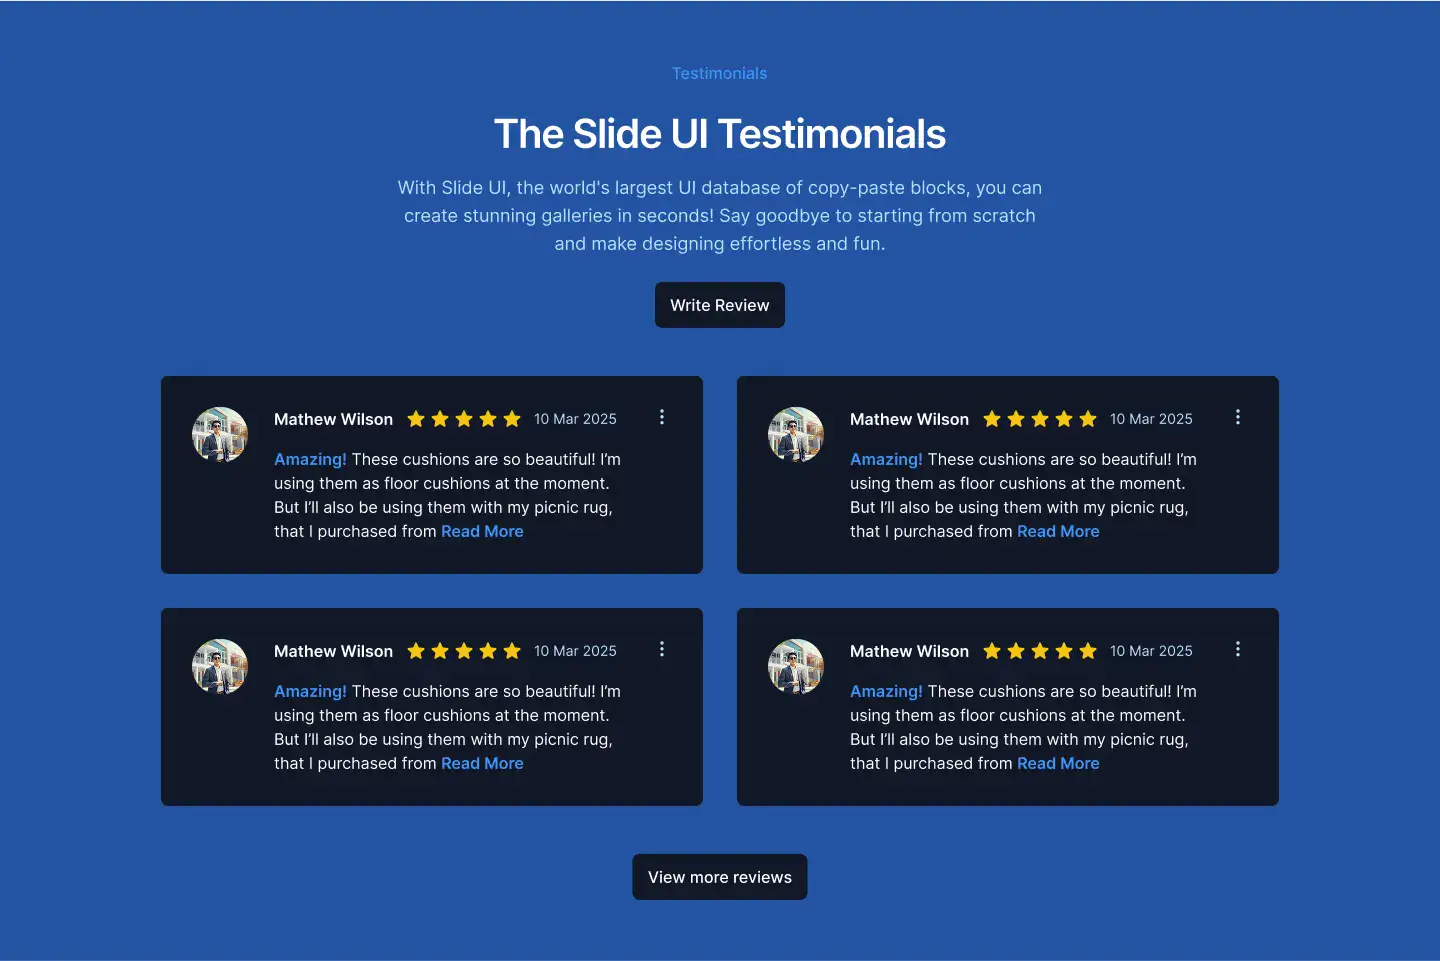 Testimonials
The Slide UI Testimonials
With Slide UI, the world's largest UI database of copy-paste blocks, you can
create stunning galleries in seconds! Say goodbye to starting from scratch
and make designing effortless and fun.
Write Review
Mathew Wilson 10 Mar 2025
Amazing! These cushions are so beautiful! I’m
using them as floor cushions at the moment.
But I’ll also be using them with my picnic rug,
that I purchased from Read More
Mathew Wilson 10 Mar 2025
Amazing! These cushions are so beautiful! I’m
using them as floor cushions at the moment.
But I’ll also be using them with my picnic rug,
that I purchased from Read More
Mathew Wilson 10 Mar 2025
Amazing! These cushions are so beautiful! I’m
using them as floor cushions at the moment.
But I’ll also be using them with my picnic rug,
that I purchased from Read More
Mathew Wilson 10 Mar 2025
Amazing! These cushions are so beautiful! I’m
using them as floor cushions at the moment.
But I’ll also be using them with my picnic rug,
that I purchased from Read More
View more reviews